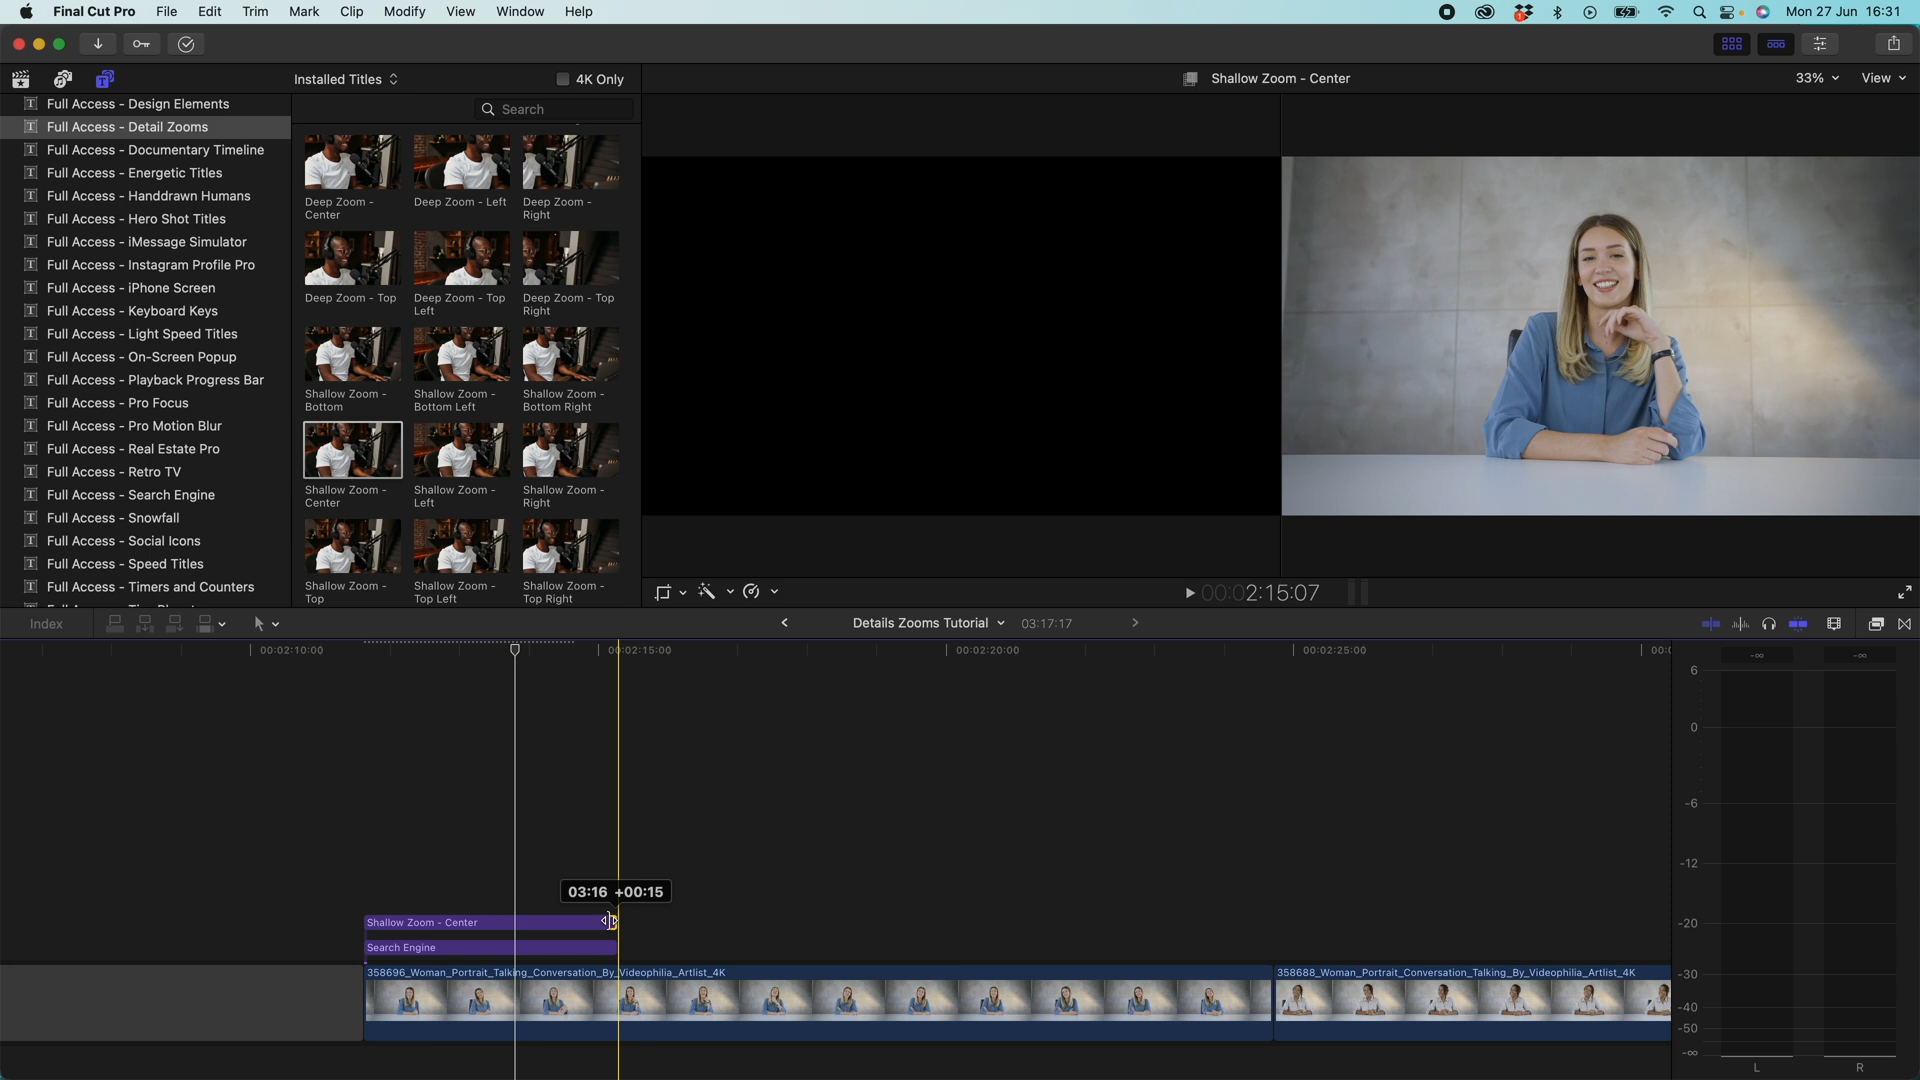 Final Cut Pro File Edit Trim Mark Clip Modify View Window Help Mon 27 Jun 16:31
Installed Titles 4K Only
Shallow Zoom - Center 33% View
Search
Full Access - Design Elements
Full Access - Detail Zooms
Full Access - Documentary Timeline
Full Access - Energetic Titles
Full Access - Handdrawn Humans
Full Access - Hero Shot Titles
Full Access - iMessage Simulator
Full Access - Instagram Profile Pro
Full Access - iPhone Screen
Full Access - Keyboard Keys
Full Access - Light Speed Titles
Full Access - On-Screen Popup
Full Access - Playback Progress Bar
Full Access - Pro Focus
Full Access - Pro Motion Blur
Full Access - Real Estate Pro
Full Access - Retro TV
Full Access - Search Engine
Full Access - Snowfall
Full Access - Social Icons
Full Access - Speed Titles
Full Access - Timers and Counters
Deep Zoom - Center
Deep Zoom - Left
Deep Zoom - Right
Deep Zoom - Top
Deep Zoom - Top Left
Deep Zoom - Top Right
Shallow Zoom - Bottom
Shallow Zoom - Bottom Left
Shallow Zoom - Bottom Right
Shallow Zoom - Center
Shallow Zoom - Left
Shallow Zoom - Right
Shallow Zoom - Top
Shallow Zoom - Top Left
Shallow Zoom - Top Right
00:02:15:07
Index
Details Zooms Tutorial 03:17:17
00:02:10:00 00:02:15:00 00:02:20:00 00:02:25:00
03:16 +00:15
Shallow Zoom - Center
Search Engine
358696_Woman_Portrait_Talking_Conversation_By_Videophilia_Artlist_4K
358688_Woman_Portrait_Conversation_Talking_By_Videophilia_Artlist_4K
-∞ -∞
6
0
-6
-12
-20
-30
-40
-50
-∞
L R